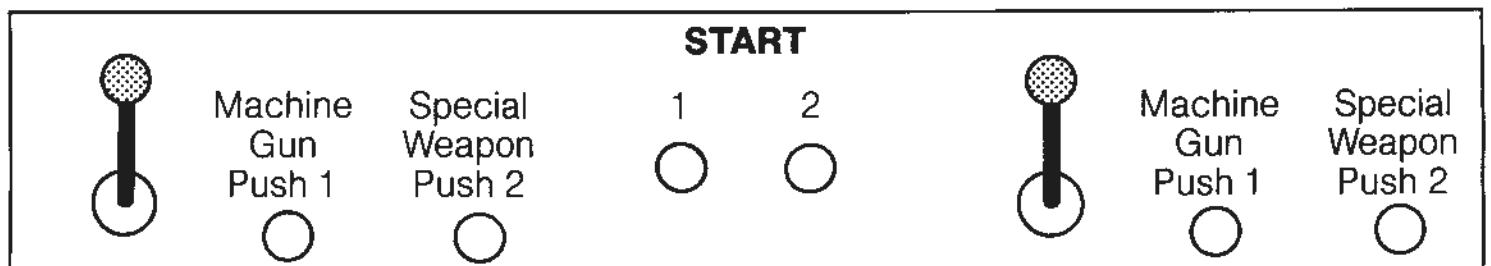 START
Machine
Gun
Push 1
Special
Weapon
Push 2
1 2
Machine
Gun
Push 1
Special
Weapon
Push 2